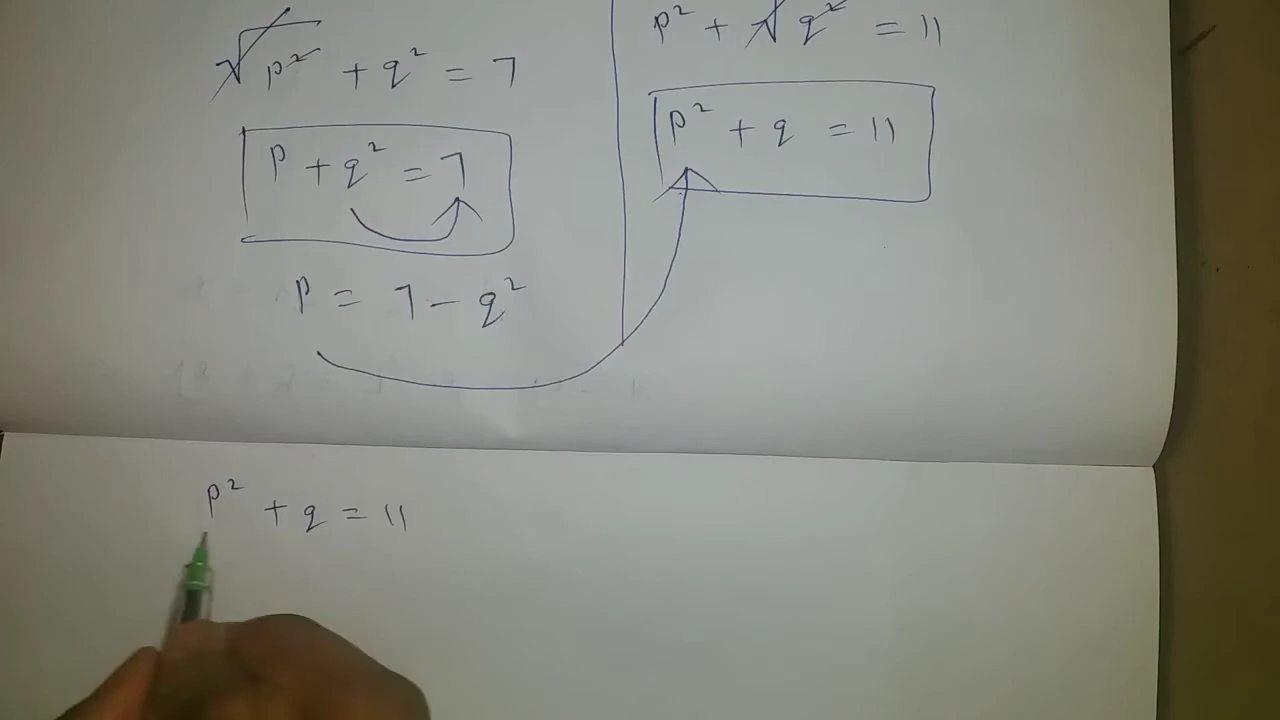 √p² + q² = 7
p + q² = 7
p = 7 - q²
p² + √q² = 11
p² + q = 11
p² + q = 11